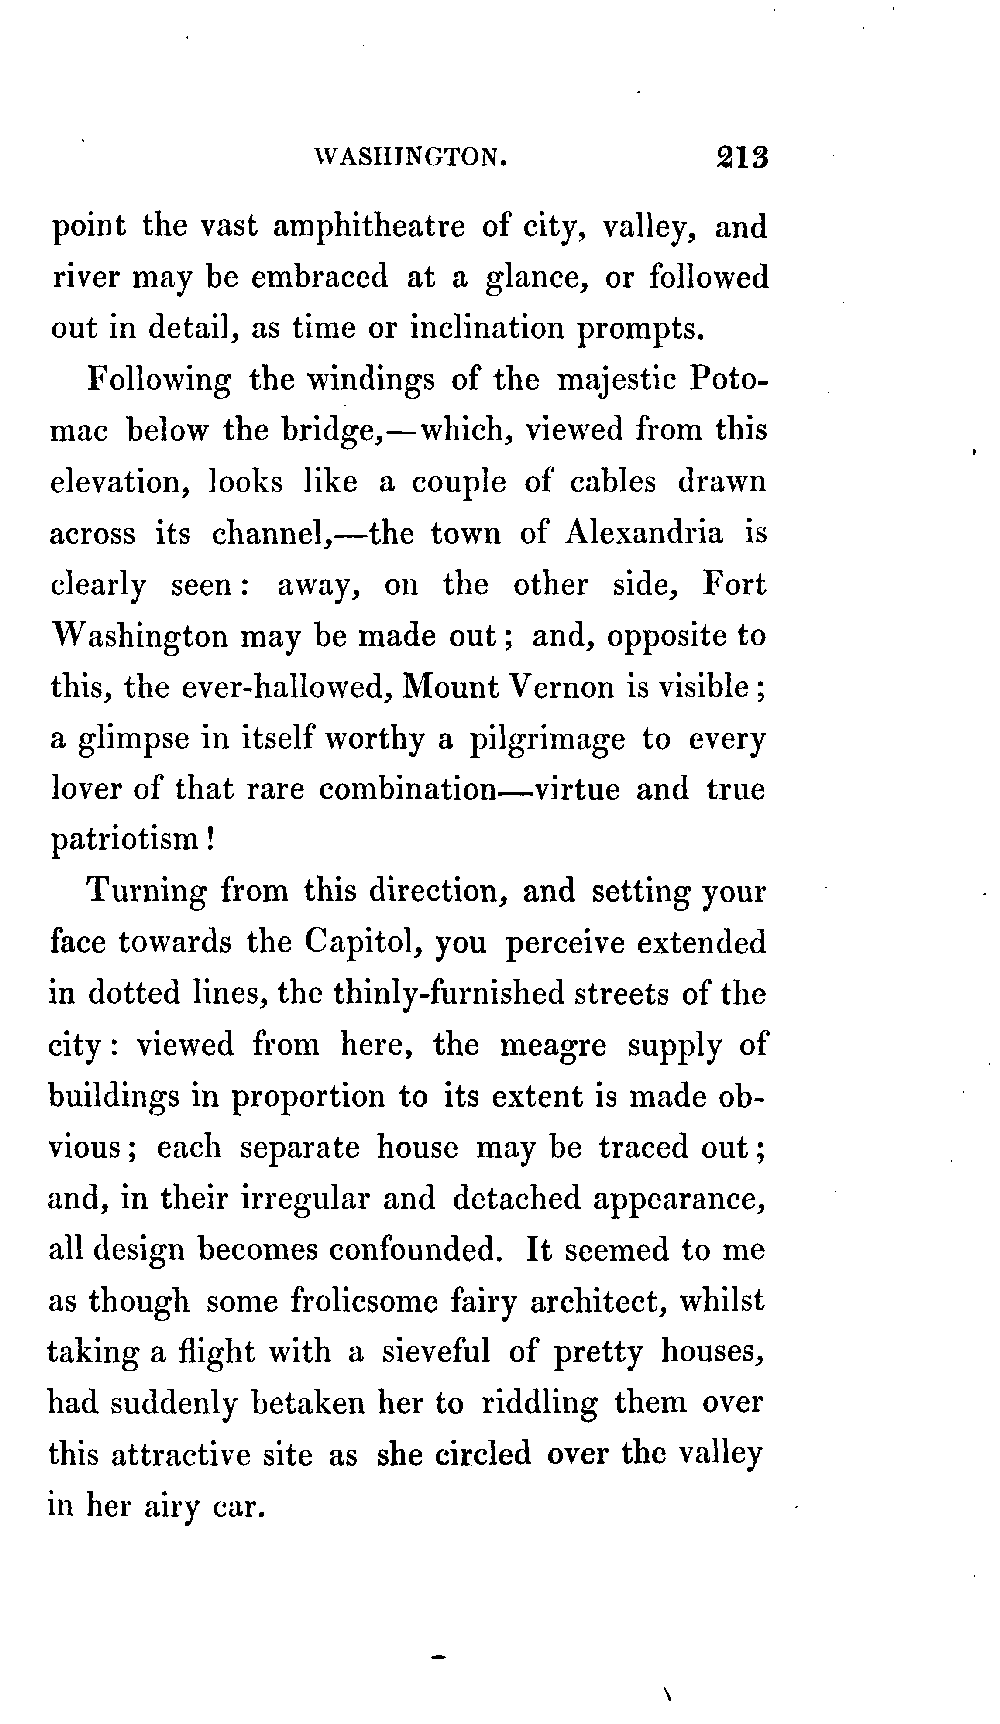 WASHINGTON. 213
point the vast amphitheatre of city, valley, and
river may be embraced at a glance, or followed
out in detail, as time or inclination prompts.
Following the windings of the majestic Poto-
mac below the bridge,—which, viewed from this
elevation, looks like a couple of cables drawn
across its channel,—the town of Alexandria is
clearly seen: away, on the other side, Fort
Washington may be made out; and, opposite to
this, the ever-hallowed, Mount Vernon is visible;
a glimpse in itself worthy a pilgrimage to every
lover of that rare combination—virtue and true
patriotism!
Turning from this direction, and setting your
face towards the Capitol, you perceive extended
in dotted lines, the thinly-furnished streets of the
city: viewed from here, the meagre supply of
buildings in proportion to its extent is made ob-
vious; each separate house may be traced out;
and, in their irregular and detached appearance,
all design becomes confounded. It seemed to me
as though some frolicsome fairy architect, whilst
taking a flight with a sieveful of pretty houses,
had suddenly betaken her to riddling them over
this attractive site as she circled over the valley
in her airy car.